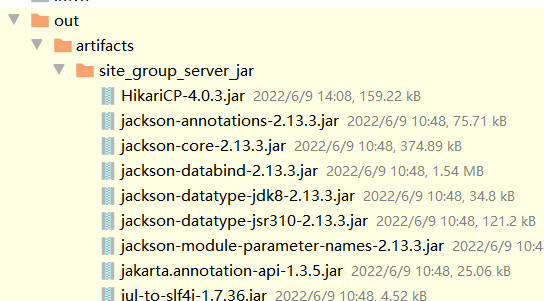 out
artifacts
site_group_server_jar
HikariCP-4.0.3.jar 2022/6/9 14:08, 159.22 kB
jackson-annotations-2.13.3.jar 2022/6/9 10:48, 75.71 kB
jackson-core-2.13.3.jar 2022/6/9 10:48, 374.89 kB
jackson-databind-2.13.3.jar 2022/6/9 10:48, 1.54 MB
jackson-datatype-jdk8-2.13.3.jar 2022/6/9 10:48, 34.8 kB
jackson-datatype-jsr310-2.13.3.jar 2022/6/9 10:48, 121.2 kB
jackson-module-parameter-names-2.13.3.jar 2022/6/9 10:4
jakarta.annotation-api-1.3.5.jar 2022/6/9 10:48, 25.06 kB
jul-to-slf4j-1.7.36.jar 2022/6/9 10:48, 4.52 kB